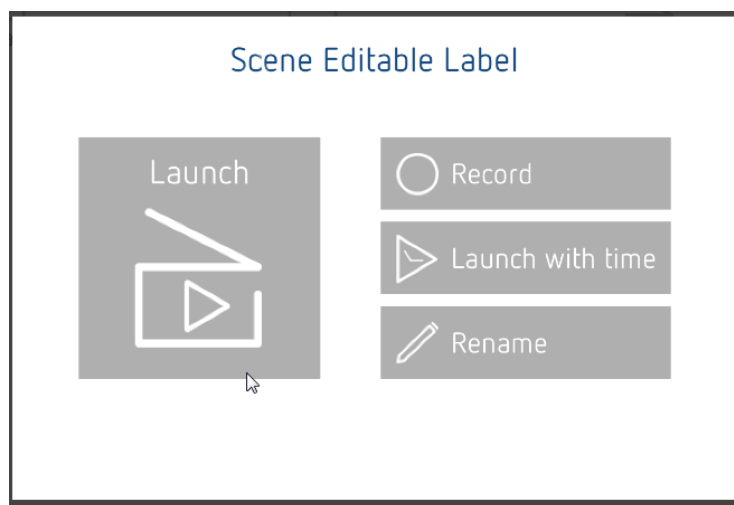 Scene Editable Label
Launch
Record
Launch with time
Rename